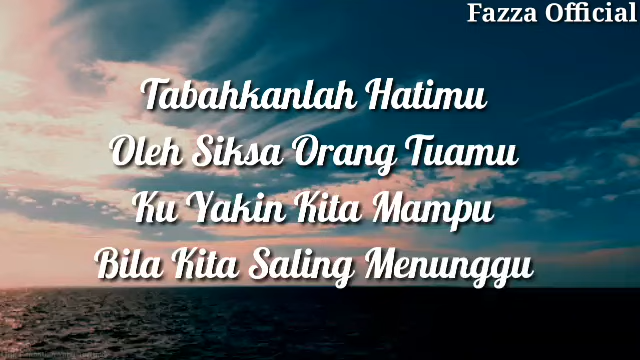 Fazza Official
Tabahkanlah Hatimu
Oleh Siksa Orang Tuamu
Ku Yakin Kita Mampu
Bila Kita Saling Menunggu